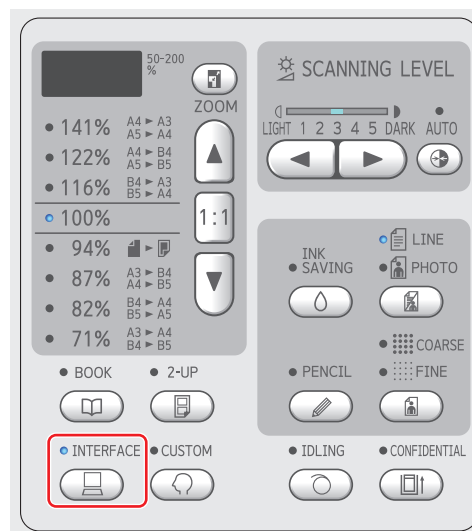 50-200
%
ZOOM
141% A4 ► A3
A5 ► A4
122% A4 ► B4
A5 ► B5
116% B4 ► A3
B5 ► A4
100%
1:1
94%
87% A3 ► B4
A4 ► B5
82% B4 ► A4
B5 ► A5
71% A3 ► A4
B4 ► B5
BOOK 2-UP
INTERFACE CUSTOM
SCANNING LEVEL
LIGHT 1 2 3 4 5 DARK AUTO
INK
SAVING
LINE
PHOTO
COARSE
PENCIL FINE
IDLING CONFIDENTIAL